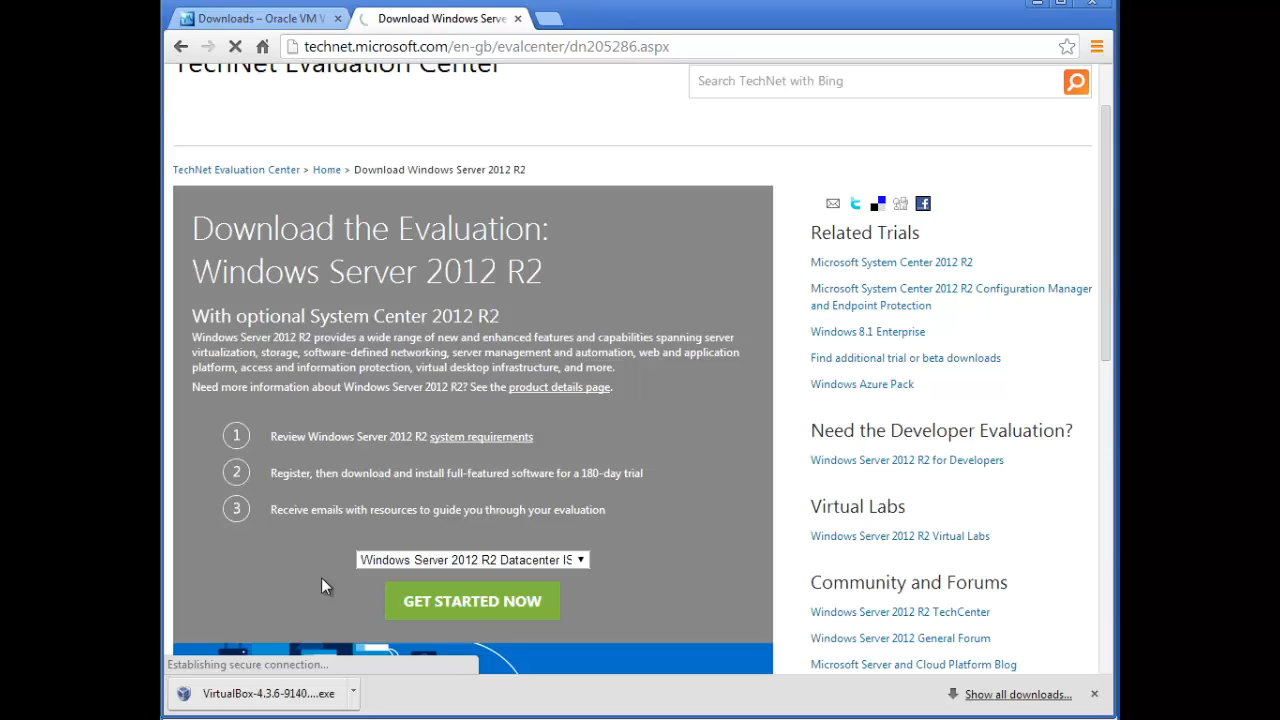 Downloads – Oracle VM V
Download Windows Serve
technet.microsoft.com/en-gb/evalcenter/dn205286.aspx
TechNet Evaluation Center
Search TechNet with Bing
TechNet Evaluation Center > Home > Download Windows Server 2012 R2
Download the Evaluation:
Windows Server 2012 R2
With optional System Center 2012 R2
Windows Server 2012 R2 provides a wide range of new and enhanced features and capabilities spanning server
virtualization, storage, software-defined networking, server management and automation, web and application
platform, access and information protection, virtual desktop infrastructure, and more.
Need more information about Windows Server 2012 R2? See the product details page.
1 Review Windows Server 2012 R2 system requirements
2 Register, then download and install full-featured software for a 180-day trial
3 Receive emails with resources to guide you through your evaluation
Windows Server 2012 R2 Datacenter IS
GET STARTED NOW
Related Trials
Microsoft System Center 2012 R2
Microsoft System Center 2012 R2 Configuration Manager
and Endpoint Protection
Windows 8.1 Enterprise
Find additional trial or beta downloads
Windows Azure Pack
Need the Developer Evaluation?
Windows Server 2012 R2 for Developers
Virtual Labs
Windows Server 2012 R2 Virtual Labs
Community and Forums
Windows Server 2012 R2 TechCenter
Windows Server 2012 General Forum
Microsoft Server and Cloud Platform Blog
Establishing secure connection...
VirtualBox-4.3.6-9140....exe
Show all downloads...